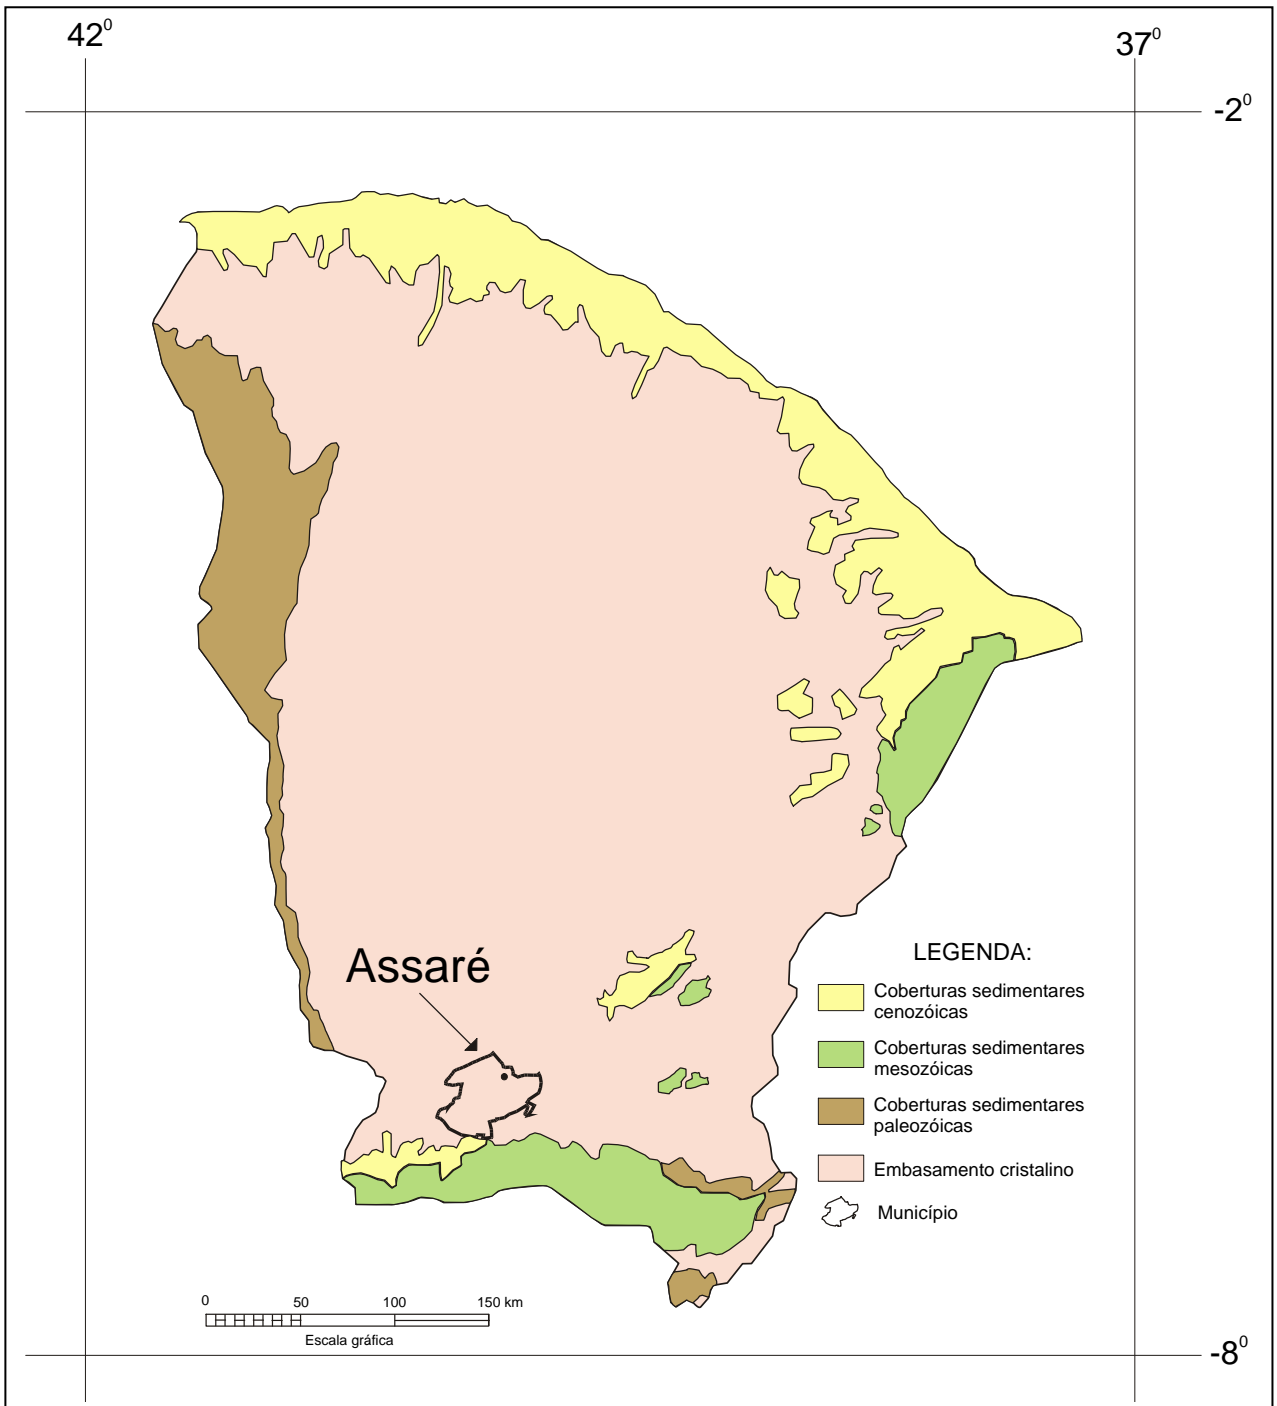 42⁰
37⁰
-2⁰
Assaré
LEGENDA:
Coberturas sedimentares
cenozóicas
Coberturas sedimentares
mesozóicas
Coberturas sedimentares
paleozóicas
Embasamento cristalino
Município
0 50 100 150 km
Escala gráfica
-8⁰